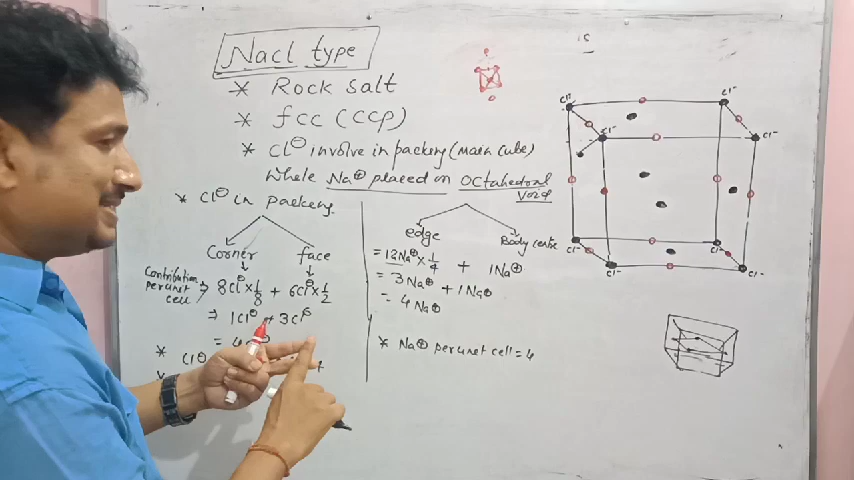 NaCl type
* Rock salt
* fcc (CCP)
* Cl⊖ involve in packing (main cube)
While Na⊕ placed in octahedral void
* Cl⊖ in packing
Corner face
Contribution per unit cell → 8Cl⊖ × 1/8 + 6Cl⊖ × 1/2
⇒ 1Cl⊖ + 3Cl⊖
= 4
* Cl⊖
*
edge Body centre
= 12Na⊕ × 1/4 + 1Na⊕
= 3Na⊕ + 1Na⊕
= 4Na⊕
* Na⊕ per unit cell = 4
Cl⁻
Cl⁻
Cl⁻
Cl⁻
Cl⁻
Cl⁻
Cl⁻
Cl⁻